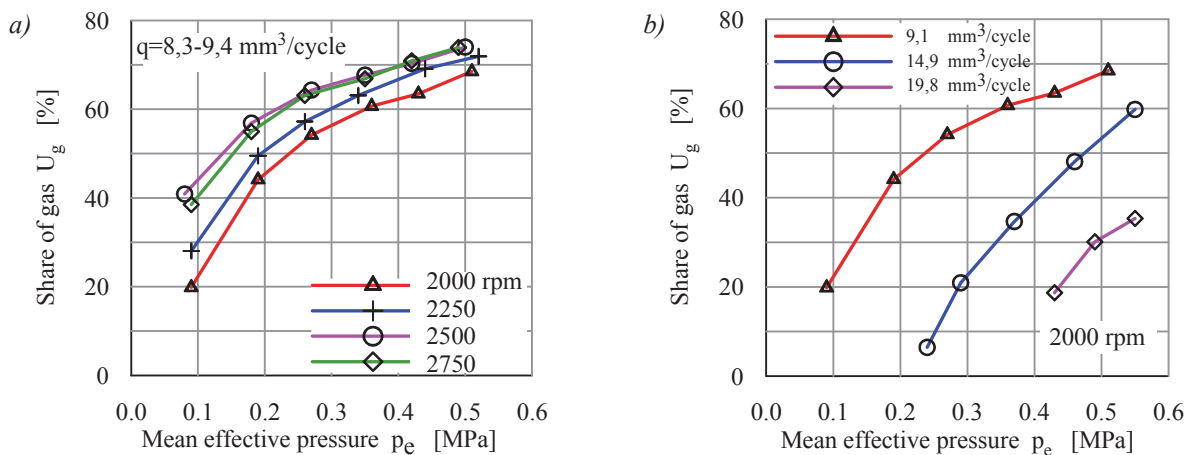 a)
q=8,3-9,4 mm³/cycle
Share of gas U_g [%]
80
60
40
20
0
2000 rpm
2250
2500
2750
0.0 0.1 0.2 0.3 0.4 0.5 0.6
Mean effective pressure p_e [MPa]
b)
9,1 mm³/cycle
14,9 mm³/cycle
19,8 mm³/cycle
Share of gas U_g [%]
80
60
40
20
0
2000 rpm
0.0 0.1 0.2 0.3 0.4 0.5 0.6
Mean effective pressure p_e [MPa]